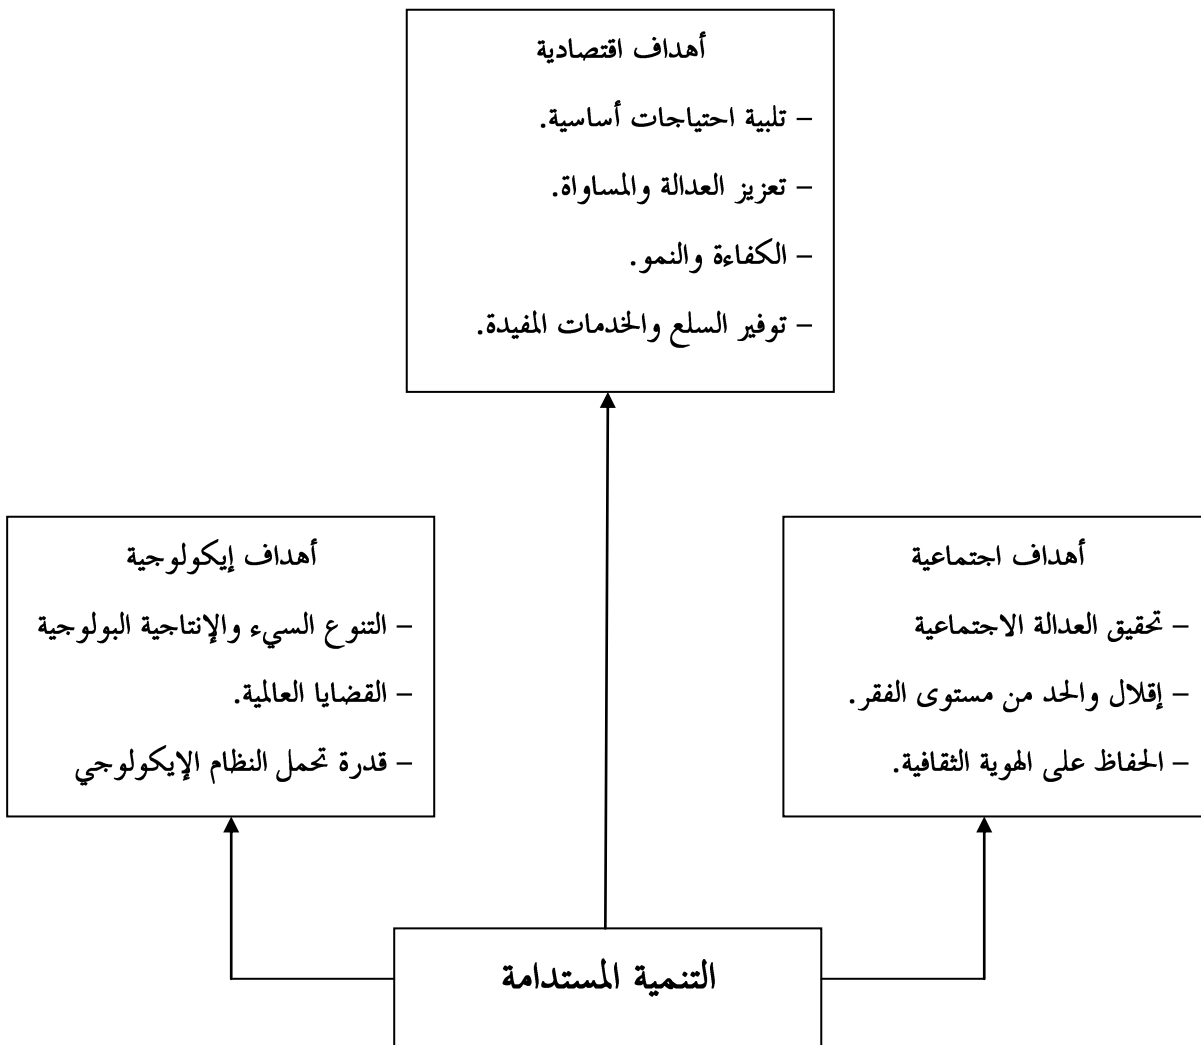 أهداف اقتصادية
– تلبية احتياجات أساسية.
– تعزيز العدالة والمساواة.
– الكفاءة والنمو.
– توفير السلع والخدمات المفيدة.
أهداف اجتماعية
– تحقيق العدالة الاجتماعية
– إقلال والحد من مستوى الفقر.
– الحفاظ على الهوية الثقافية.
أهداف إيكولوجية
– التنوع السيء والإنتاجية البولوجية
– القضايا العالمية.
– قدرة تحمل النظام الإيكولوجي
التنمية المستدامة